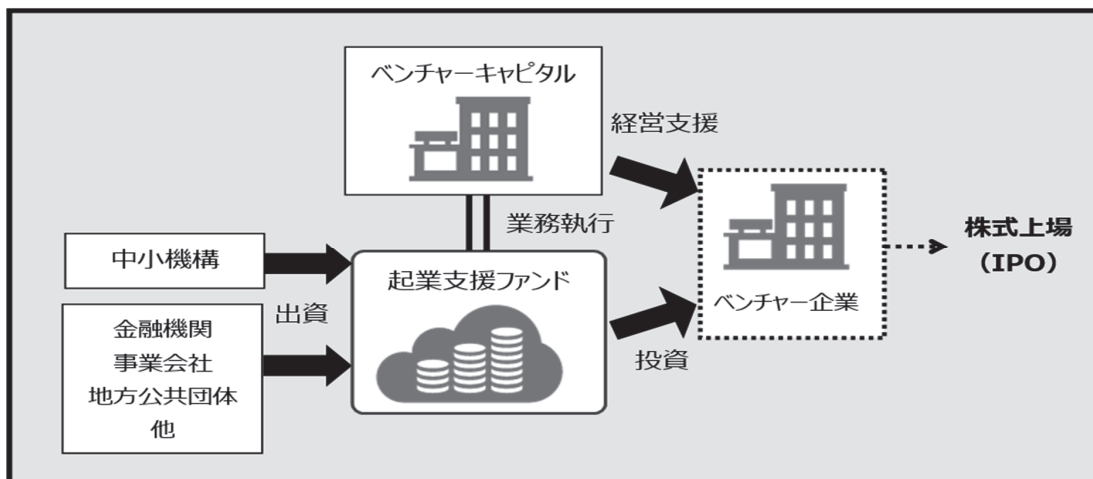 ベンチャーキャピタル
経営支援
業務執行
中小機構
出資
金融機関
事業会社
地方公共団体
他
起業支援ファンド
投資
ベンチャー企業
株式上場
（IPO）